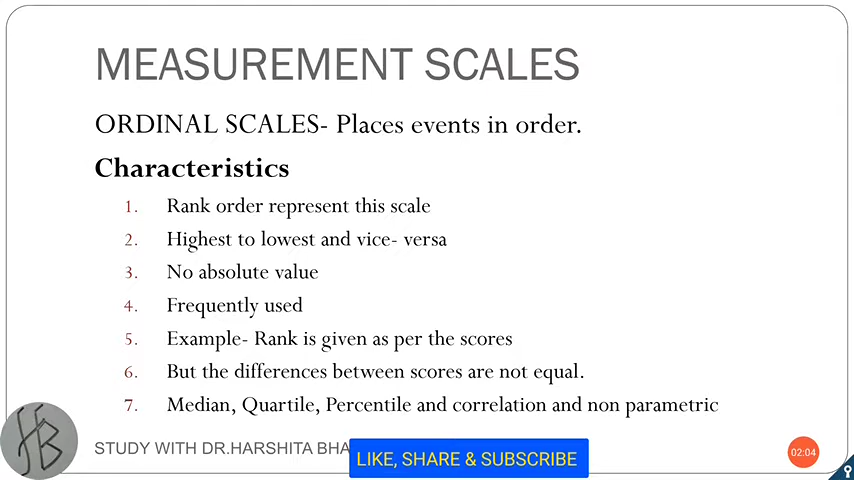 MEASUREMENT SCALES
ORDINAL SCALES- Places events in order.
Characteristics
1. Rank order represent this scale
2. Highest to lowest and vice- versa
3. No absolute value
4. Frequently used
5. Example- Rank is given as per the scores
6. But the differences between scores are not equal.
7. Median, Quartile, Percentile and correlation and non parametric
HB
STUDY WITH DR.HARSHITA
LIKE, SHARE & SUBSCRIBE
02:04